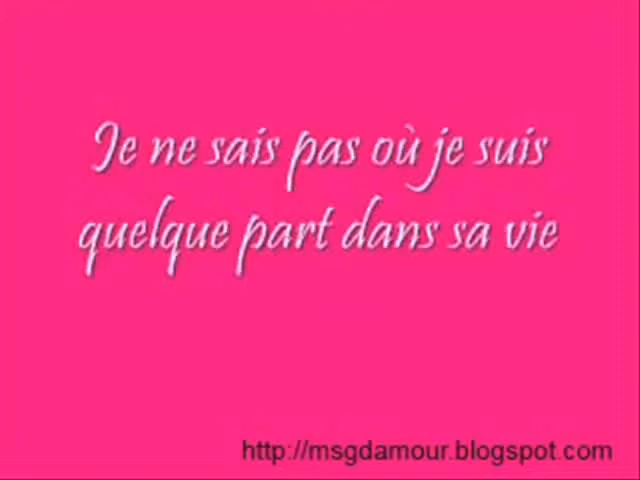 Je ne sais pas où je suis
quelque part dans sa vie
http://msgdamour.blogspot.com